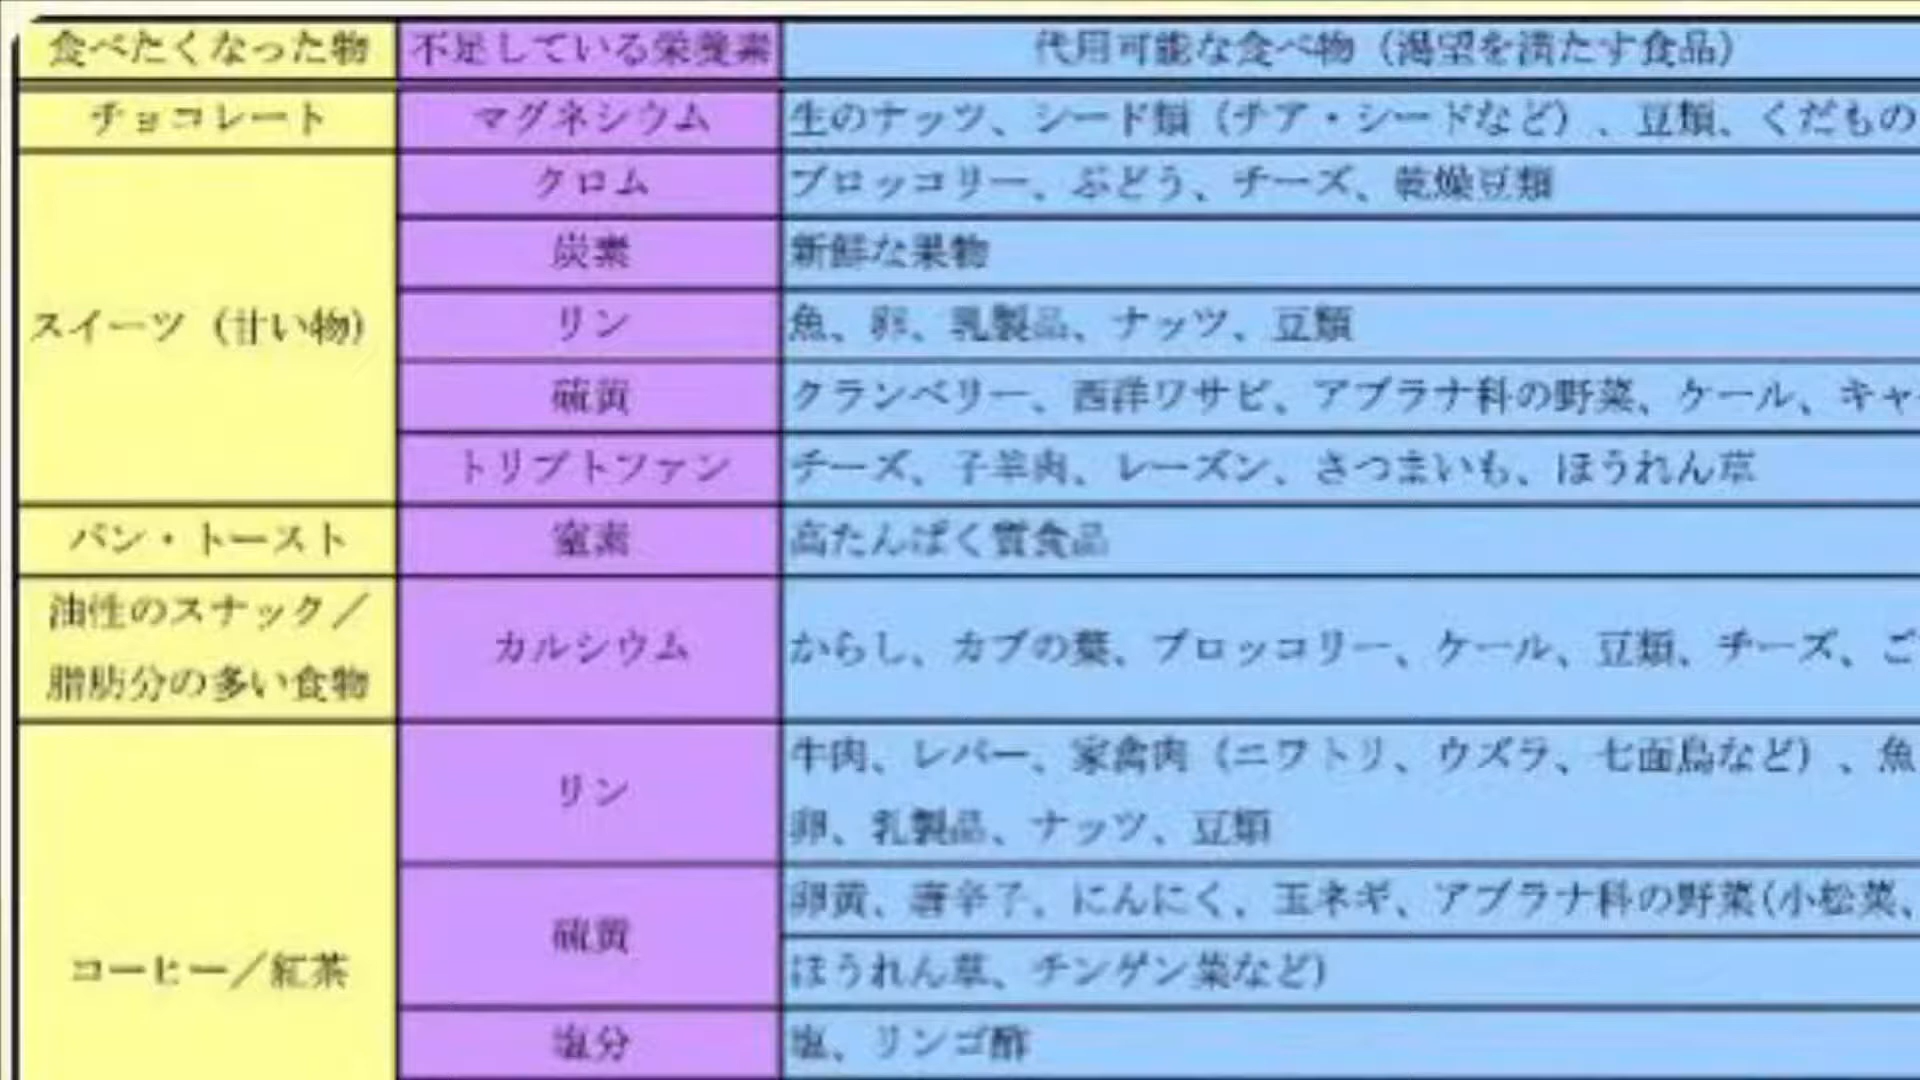 食べたくなった物 不足している栄養素 代用可能な食べ物（渇望を満たす食品）
チョコレート マグネシウム 生のナッツ、シード類（チア・シードなど）、豆類、くだもの
クロム ブロッコリー、ぶどう、チーズ、乾燥豆類
炭素 新鮮な果物
スイーツ（甘い物） リン 魚、卵、乳製品、ナッツ、豆類
硫黄 クランベリー、西洋ワサビ、アブラナ科の野菜、ケール、キャ
トリプトファン チーズ、子羊肉、レーズン、さつまいも、ほうれん草
パン・トースト 窒素 高たんぱく質食品
油性のスナック／
脂肪分の多い食物 カルシウム からし、カブの葉、ブロッコリー、ケール、豆類、チーズ、ご
リン 牛肉、レバー、家禽肉（ニワトリ、ウズラ、七面鳥など）、魚
卵、乳製品、ナッツ、豆類
硫黄 卵黄、唐辛子、にんにく、玉ネギ、アブラナ科の野菜(小松菜、
コーヒー／紅茶 ほうれん草、チンゲン菜など)
塩分 塩、リンゴ酢